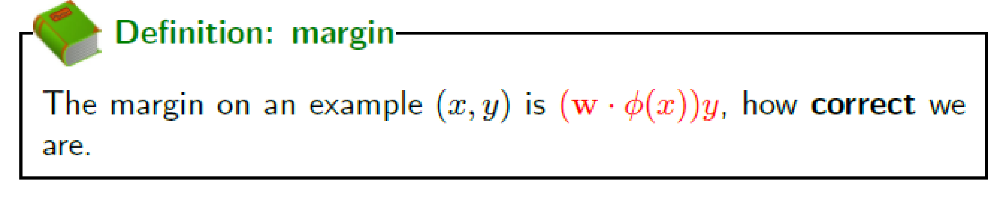 Definition: margin
The margin on an example (x, y) is (w · ϕ(x))y, how correct we
are.